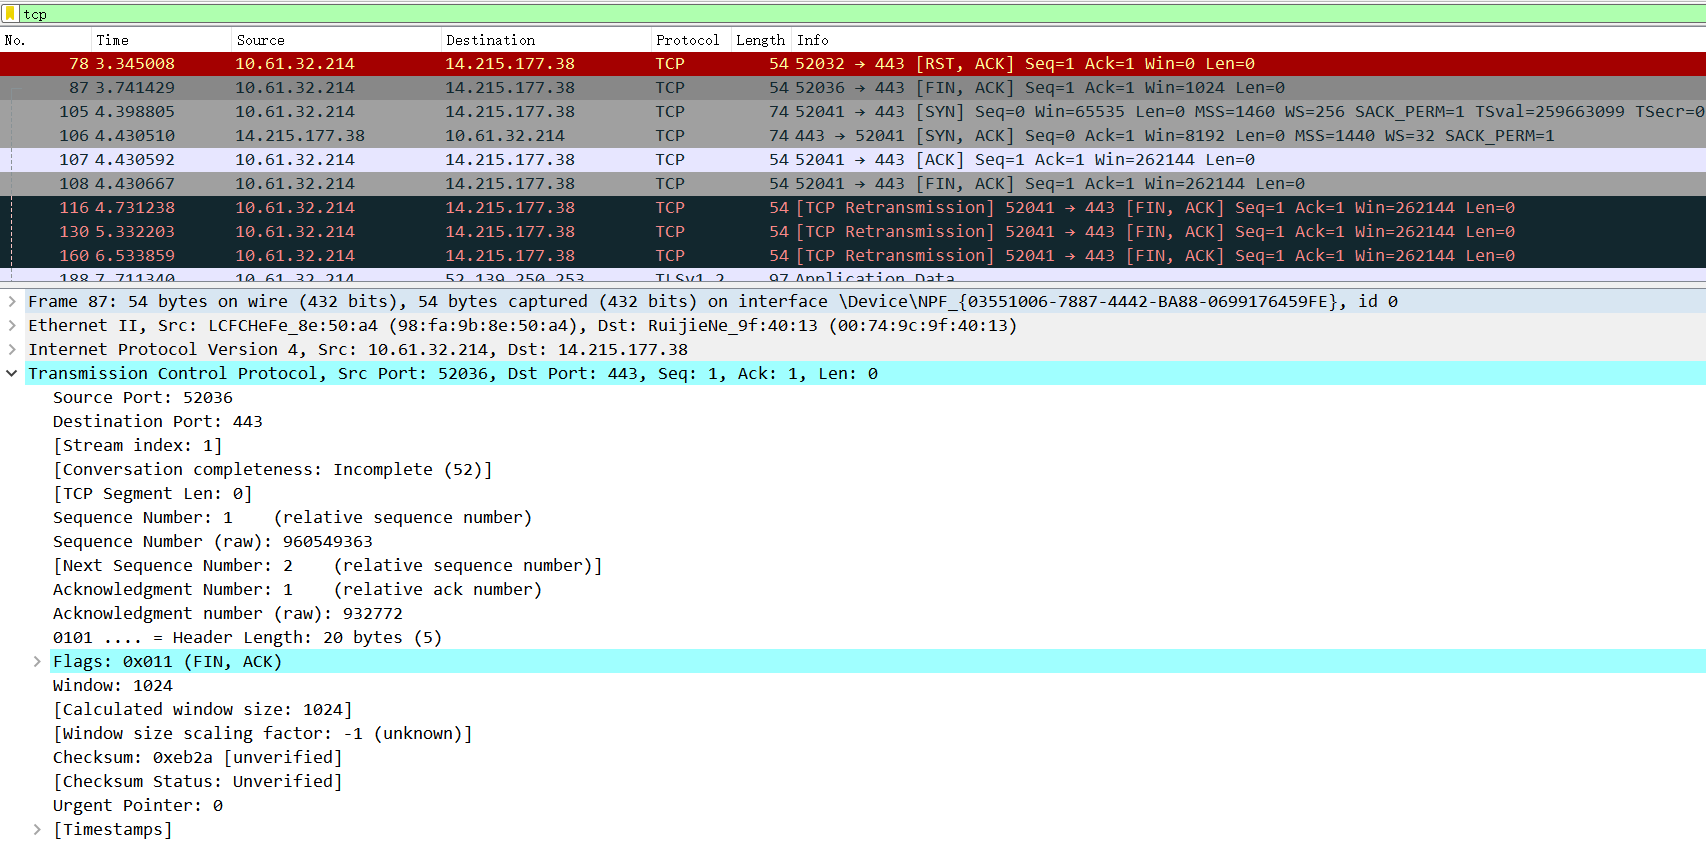 tcp
No. Time Source Destination Protocol Length Info
78 3.345008 10.61.32.214 14.215.177.38 TCP 54 52032 → 443 [RST, ACK] Seq=1 Ack=1 Win=0 Len=0
87 3.741429 10.61.32.214 14.215.177.38 TCP 54 52036 → 443 [FIN, ACK] Seq=1 Ack=1 Win=1024 Len=0
105 4.398805 10.61.32.214 14.215.177.38 TCP 74 52041 → 443 [SYN] Seq=0 Win=65535 Len=0 MSS=1460 WS=256 SACK_PERM=1 TSval=259663099 TSecr=0
106 4.430510 14.215.177.38 10.61.32.214 TCP 74 443 → 52041 [SYN, ACK] Seq=0 Ack=1 Win=8192 Len=0 MSS=1440 WS=32 SACK_PERM=1
107 4.430592 10.61.32.214 14.215.177.38 TCP 54 52041 → 443 [ACK] Seq=1 Ack=1 Win=262144 Len=0
108 4.430667 10.61.32.214 14.215.177.38 TCP 54 52041 → 443 [FIN, ACK] Seq=1 Ack=1 Win=262144 Len=0
116 4.731238 10.61.32.214 14.215.177.38 TCP 54 [TCP Retransmission] 52041 → 443 [FIN, ACK] Seq=1 Ack=1 Win=262144 Len=0
130 5.332203 10.61.32.214 14.215.177.38 TCP 54 [TCP Retransmission] 52041 → 443 [FIN, ACK] Seq=1 Ack=1 Win=262144 Len=0
160 6.533859 10.61.32.214 14.215.177.38 TCP 54 [TCP Retransmission] 52041 → 443 [FIN, ACK] Seq=1 Ack=1 Win=262144 Len=0
188 7.711340 10.61.32.214 52.139.250.253 TLSv1.2 97 Application Data
Frame 87: 54 bytes on wire (432 bits), 54 bytes captured (432 bits) on interface \Device\NPF_{03551006-7887-4442-BA88-0699176459FE}, id 0
Ethernet II, Src: LCFCHeFe_8e:50:a4 (98:fa:9b:8e:50:a4), Dst: RuijieNe_9f:40:13 (00:74:9c:9f:40:13)
Internet Protocol Version 4, Src: 10.61.32.214, Dst: 14.215.177.38
Transmission Control Protocol, Src Port: 52036, Dst Port: 443, Seq: 1, Ack: 1, Len: 0
Source Port: 52036
Destination Port: 443
[Stream index: 1]
[Conversation completeness: Incomplete (52)]
[TCP Segment Len: 0]
Sequence Number: 1    (relative sequence number)
Sequence Number (raw): 960549363
[Next Sequence Number: 2    (relative sequence number)]
Acknowledgment Number: 1    (relative ack number)
Acknowledgment number (raw): 932772
0101 .... = Header Length: 20 bytes (5)
Flags: 0x011 (FIN, ACK)
Window: 1024
[Calculated window size: 1024]
[Window size scaling factor: -1 (unknown)]
Checksum: 0xeb2a [unverified]
[Checksum Status: Unverified]
Urgent Pointer: 0
[Timestamps]